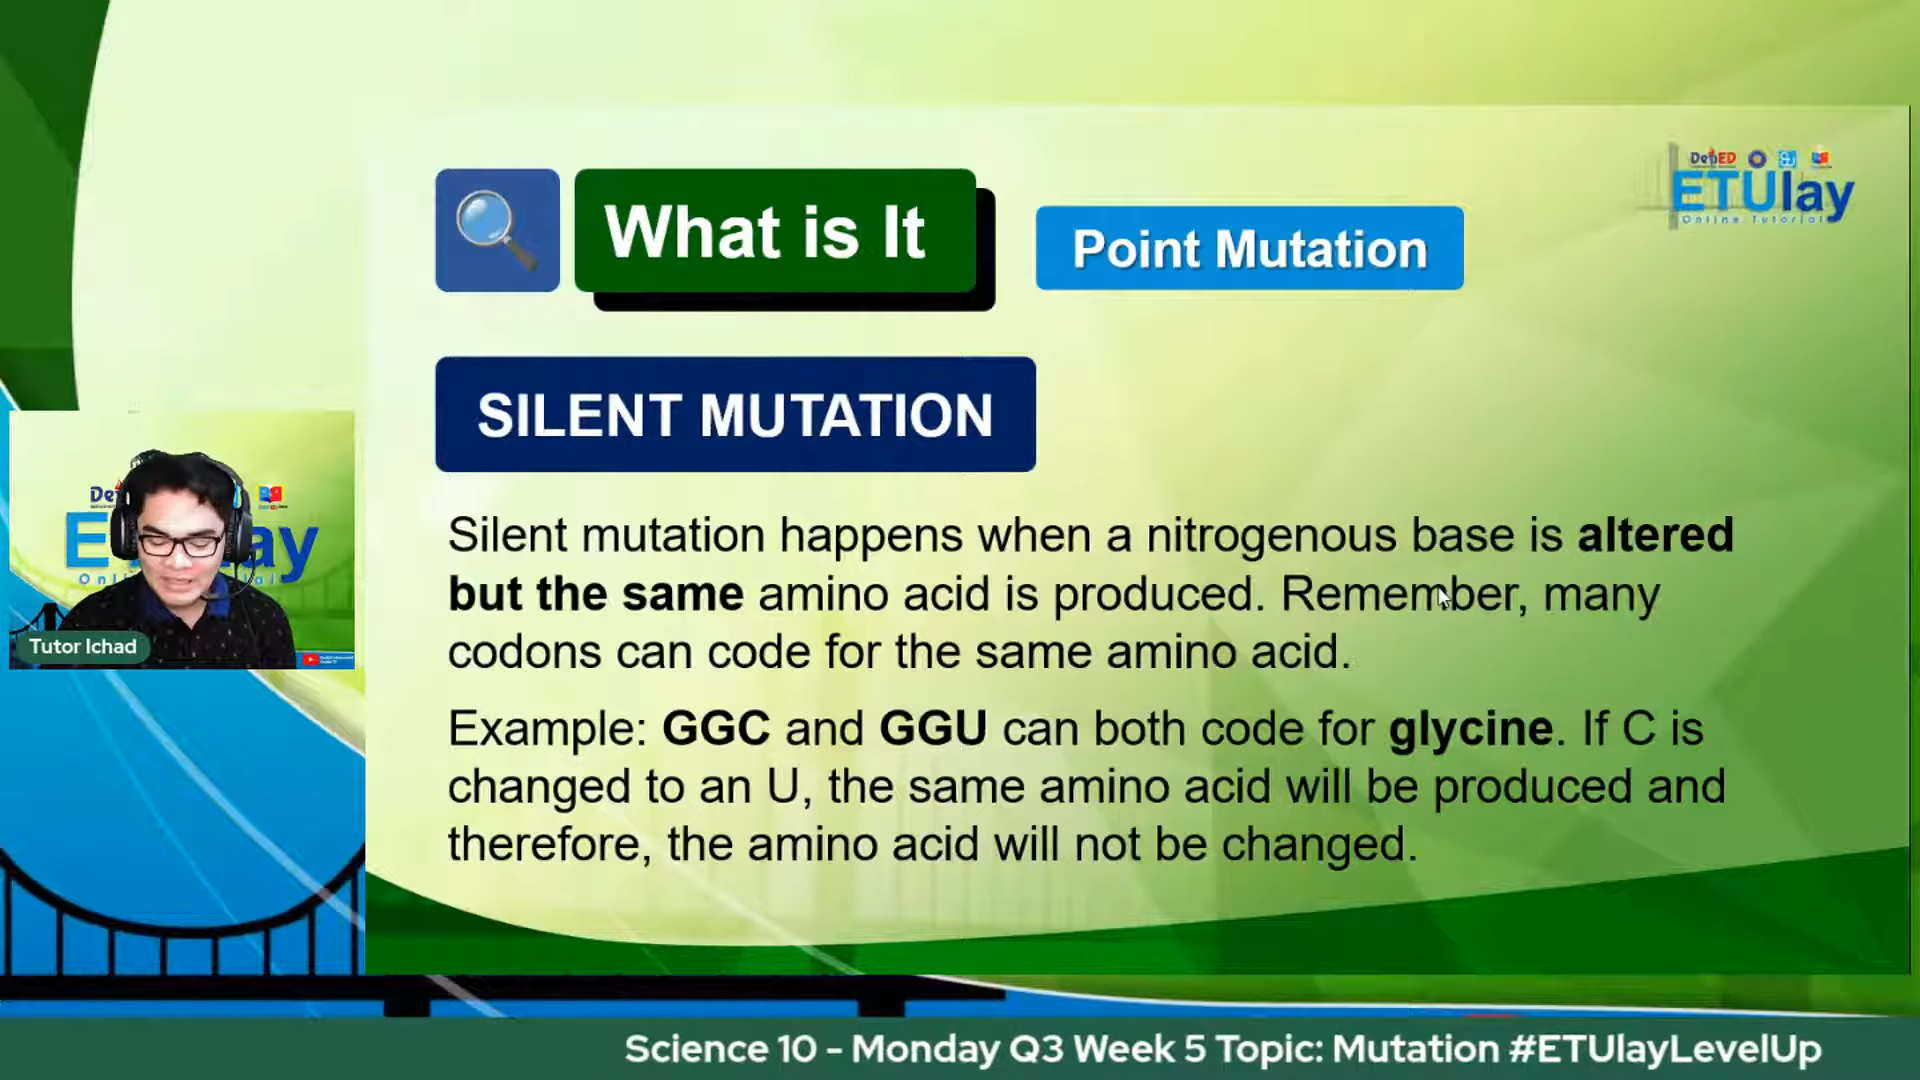 What is It
Point Mutation
DepED
ETUlay
Online Tutorial
SILENT MUTATION
Silent mutation happens when a nitrogenous base is altered
but the same amino acid is produced. Remember, many
codons can code for the same amino acid.
Example: GGC and GGU can both code for glycine. If C is
changed to an U, the same amino acid will be produced and
therefore, the amino acid will not be changed.
Tutor Ichad
Science 10 - Monday Q3 Week 5 Topic: Mutation #ETUlayLevelUp